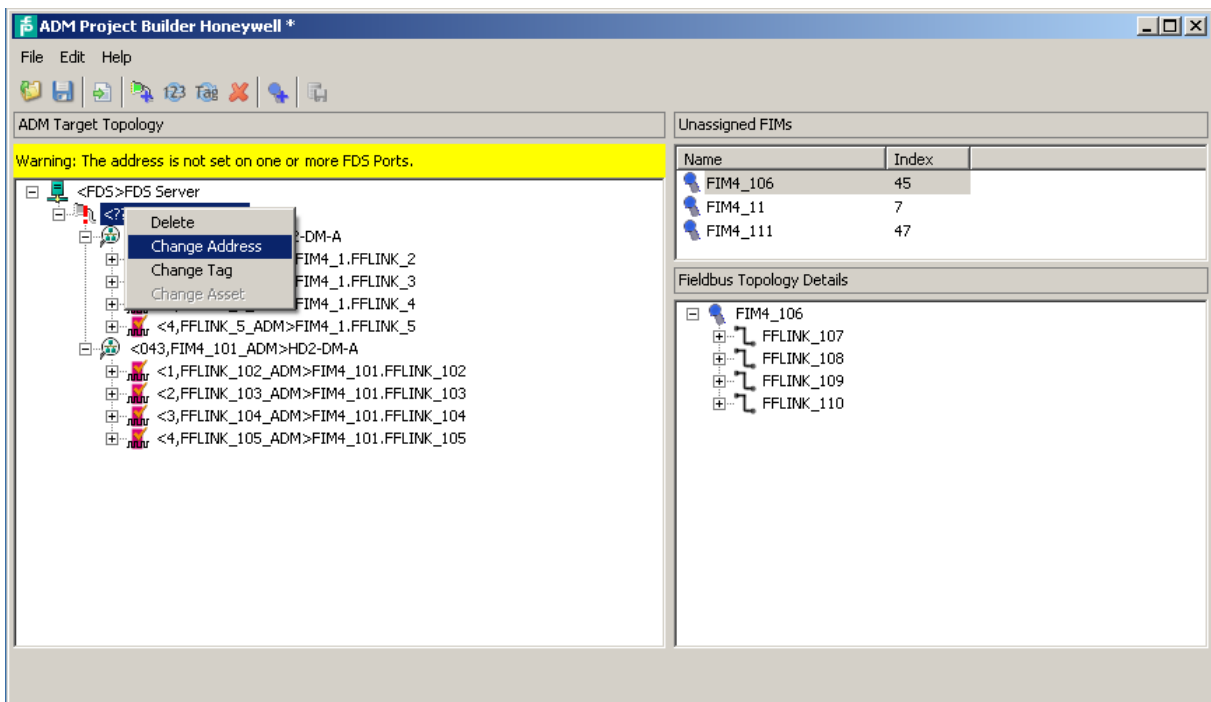 ADM Project Builder Honeywell *
File Edit Help
123 Tag
ADM Target Topology
Warning: The address is not set on one or more FDS Ports.
<FDS>FDS Server
<??
Delete
Change Address
Change Tag
Change Asset
2-DM-A
FIM4_1.FFLINK_2
FIM4_1.FFLINK_3
FIM4_1.FFLINK_4
<4,FFLINK_5_ADM>FIM4_1.FFLINK_5
<043,FIM4_101_ADM>HD2-DM-A
<1,FFLINK_102_ADM>FIM4_101.FFLINK_102
<2,FFLINK_103_ADM>FIM4_101.FFLINK_103
<3,FFLINK_104_ADM>FIM4_101.FFLINK_104
<4,FFLINK_105_ADM>FIM4_101.FFLINK_105
Unassigned FIMs
Name Index
FIM4_106 45
FIM4_11 7
FIM4_111 47
Fieldbus Topology Details
FIM4_106
FFLINK_107
FFLINK_108
FFLINK_109
FFLINK_110